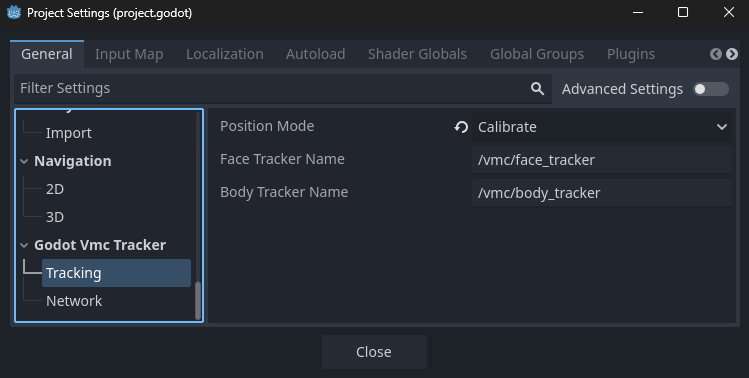 Project Settings (project.godot)
General Input Map Localization Autoload Shader Globals Global Groups Plugins
Filter Settings Advanced Settings
Import
Navigation
2D
3D
Godot Vmc Tracker
Tracking
Network
Position Mode Calibrate
Face Tracker Name /vmc/face_tracker
Body Tracker Name /vmc/body_tracker
Close